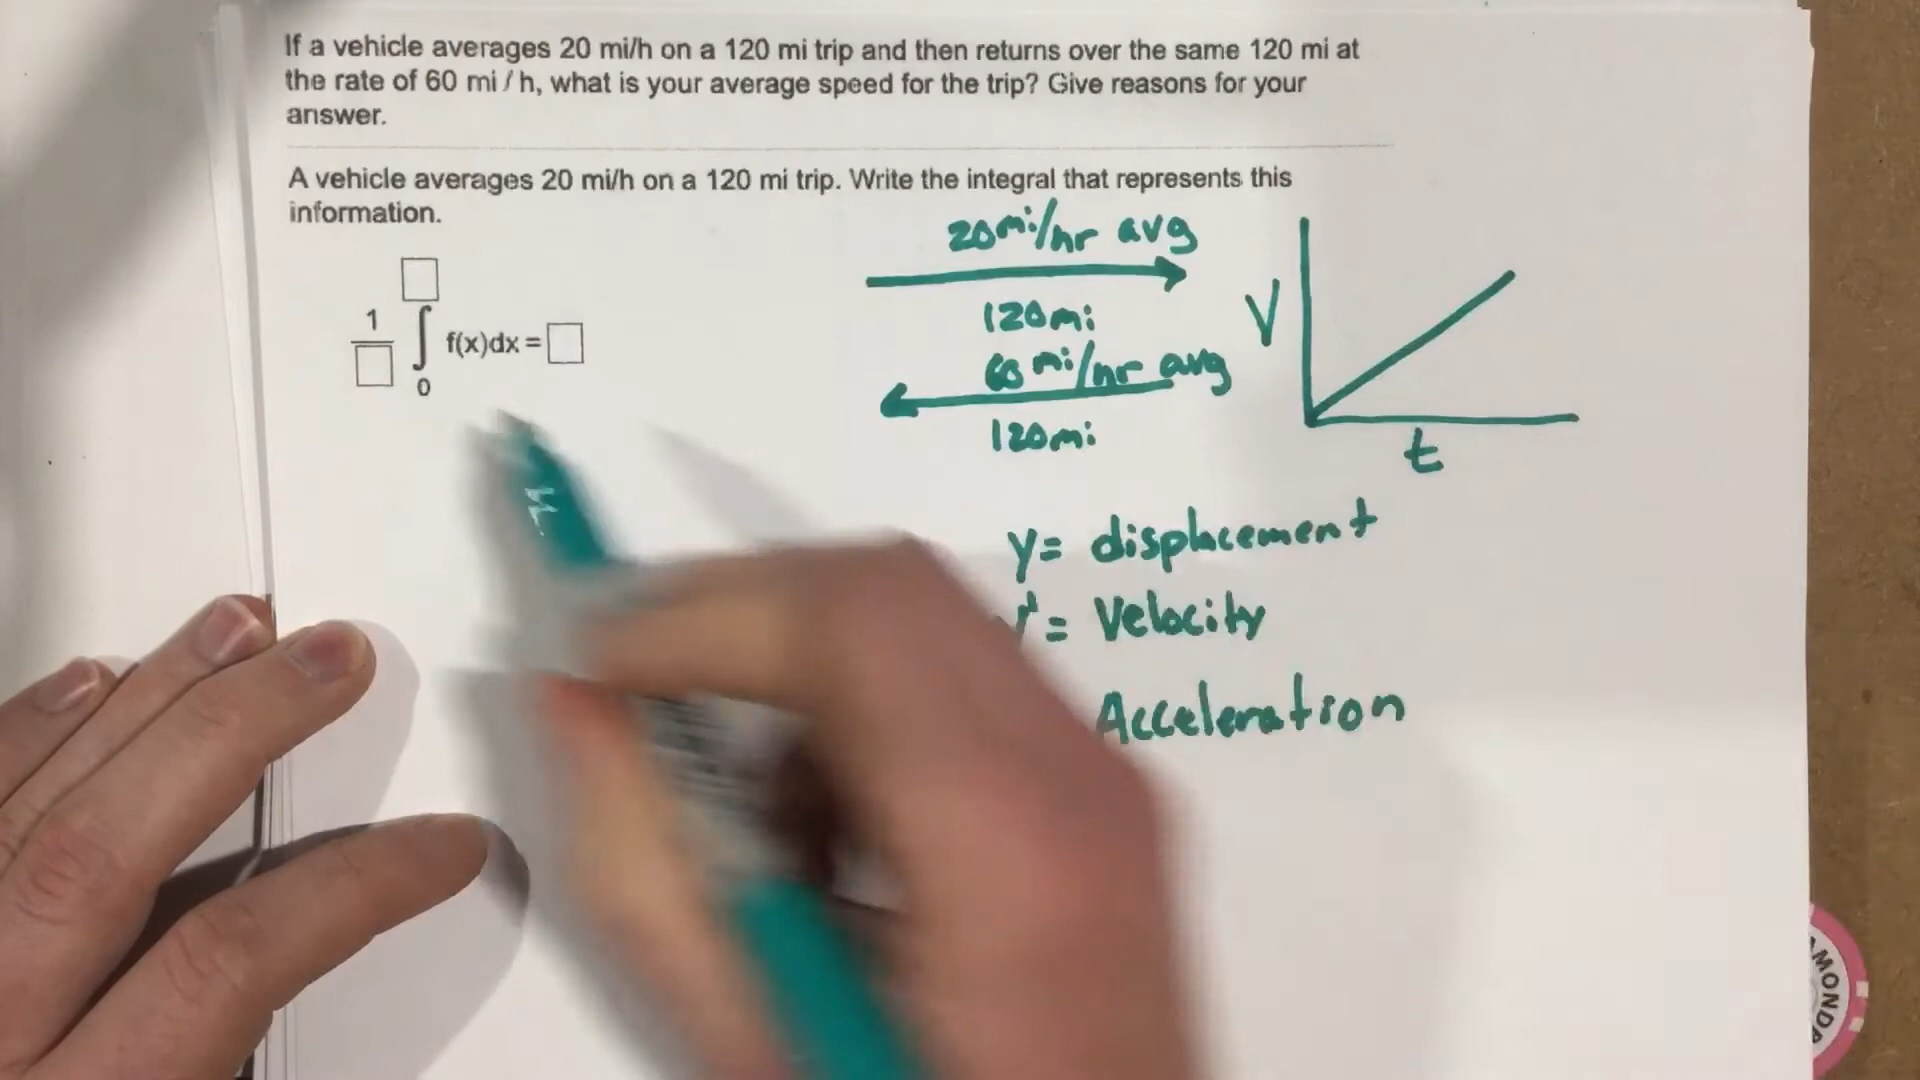 If a vehicle averages 20 mi/h on a 120 mi trip and then returns over the same 120 mi at
the rate of 60 mi / h, what is your average speed for the trip? Give reasons for your
answer.
A vehicle averages 20 mi/h on a 120 mi trip. Write the integral that represents this
information.
1
∫ f(x)dx =
0
20mi/hr avg
120mi
60 mi/hr avg
120mi
V
t
y = displacement
= Velocity
Acceleration